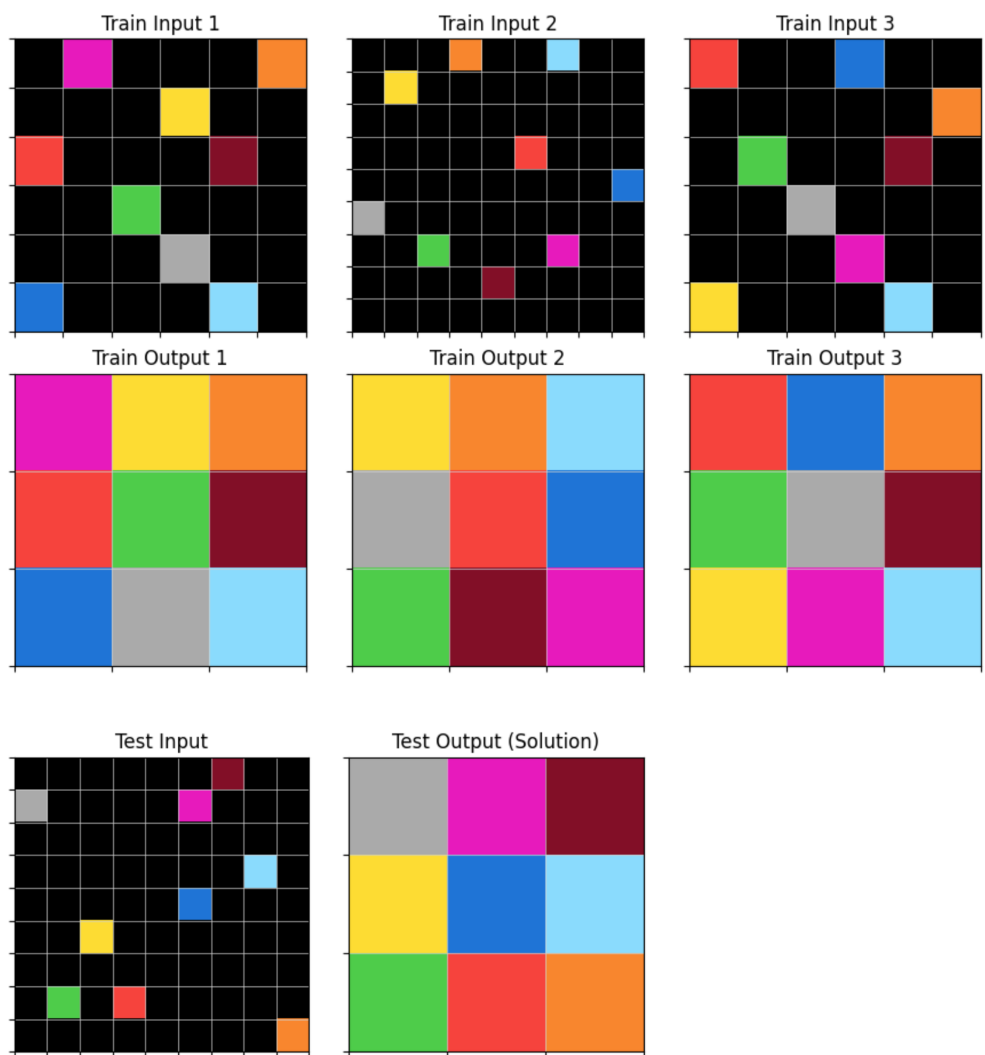 Train Input 1
Train Input 2
Train Input 3
Train Output 1
Train Output 2
Train Output 3
Test Input
Test Output (Solution)